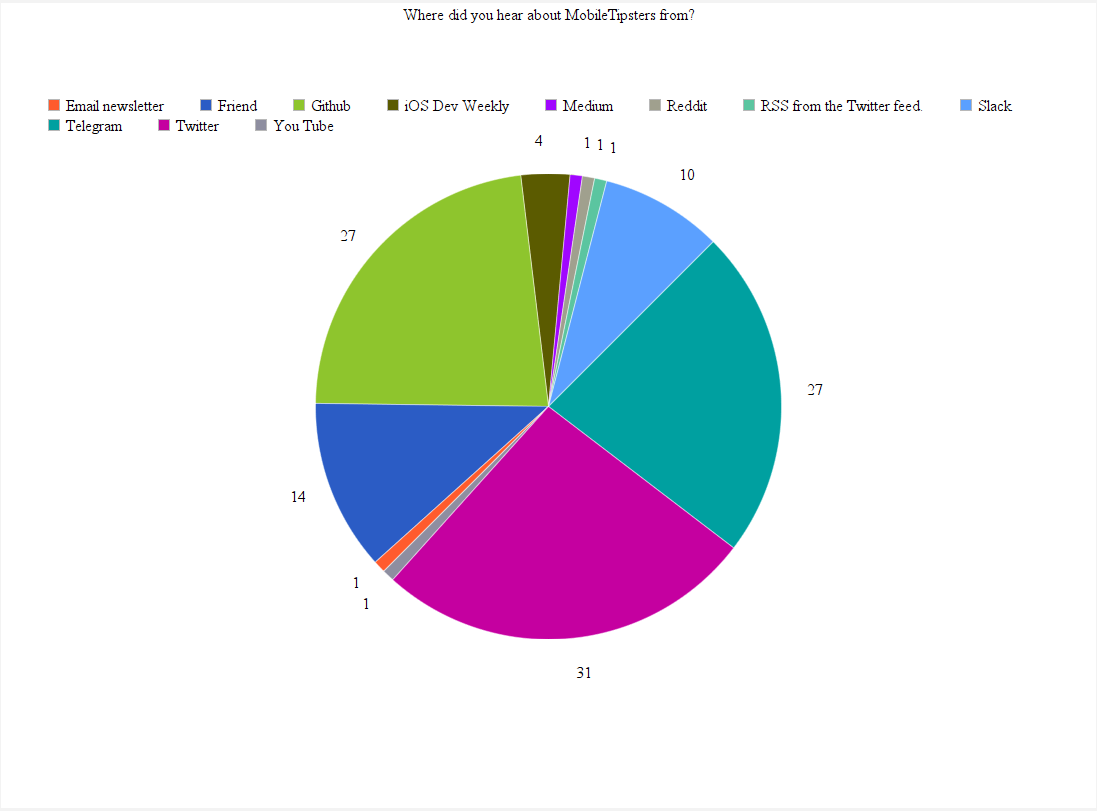 Where did you hear about MobileTipsters from?
Email newsletter Friend Github iOS Dev Weekly Medium Reddit RSS from the Twitter feed. Slack
Telegram Twitter You Tube
4 1 1 1
10
27
27
14
1
1
31